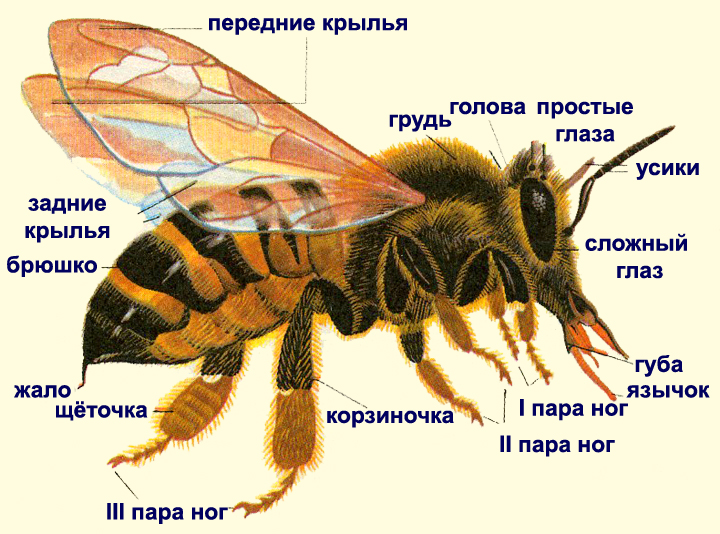 передние крылья
голова
простые
глаза
грудь
усики
задние
крылья
сложный
глаз
брюшко
губа
язычок
жало
щёточка
корзиночка
I пара ног
II пара ног
III пара ног